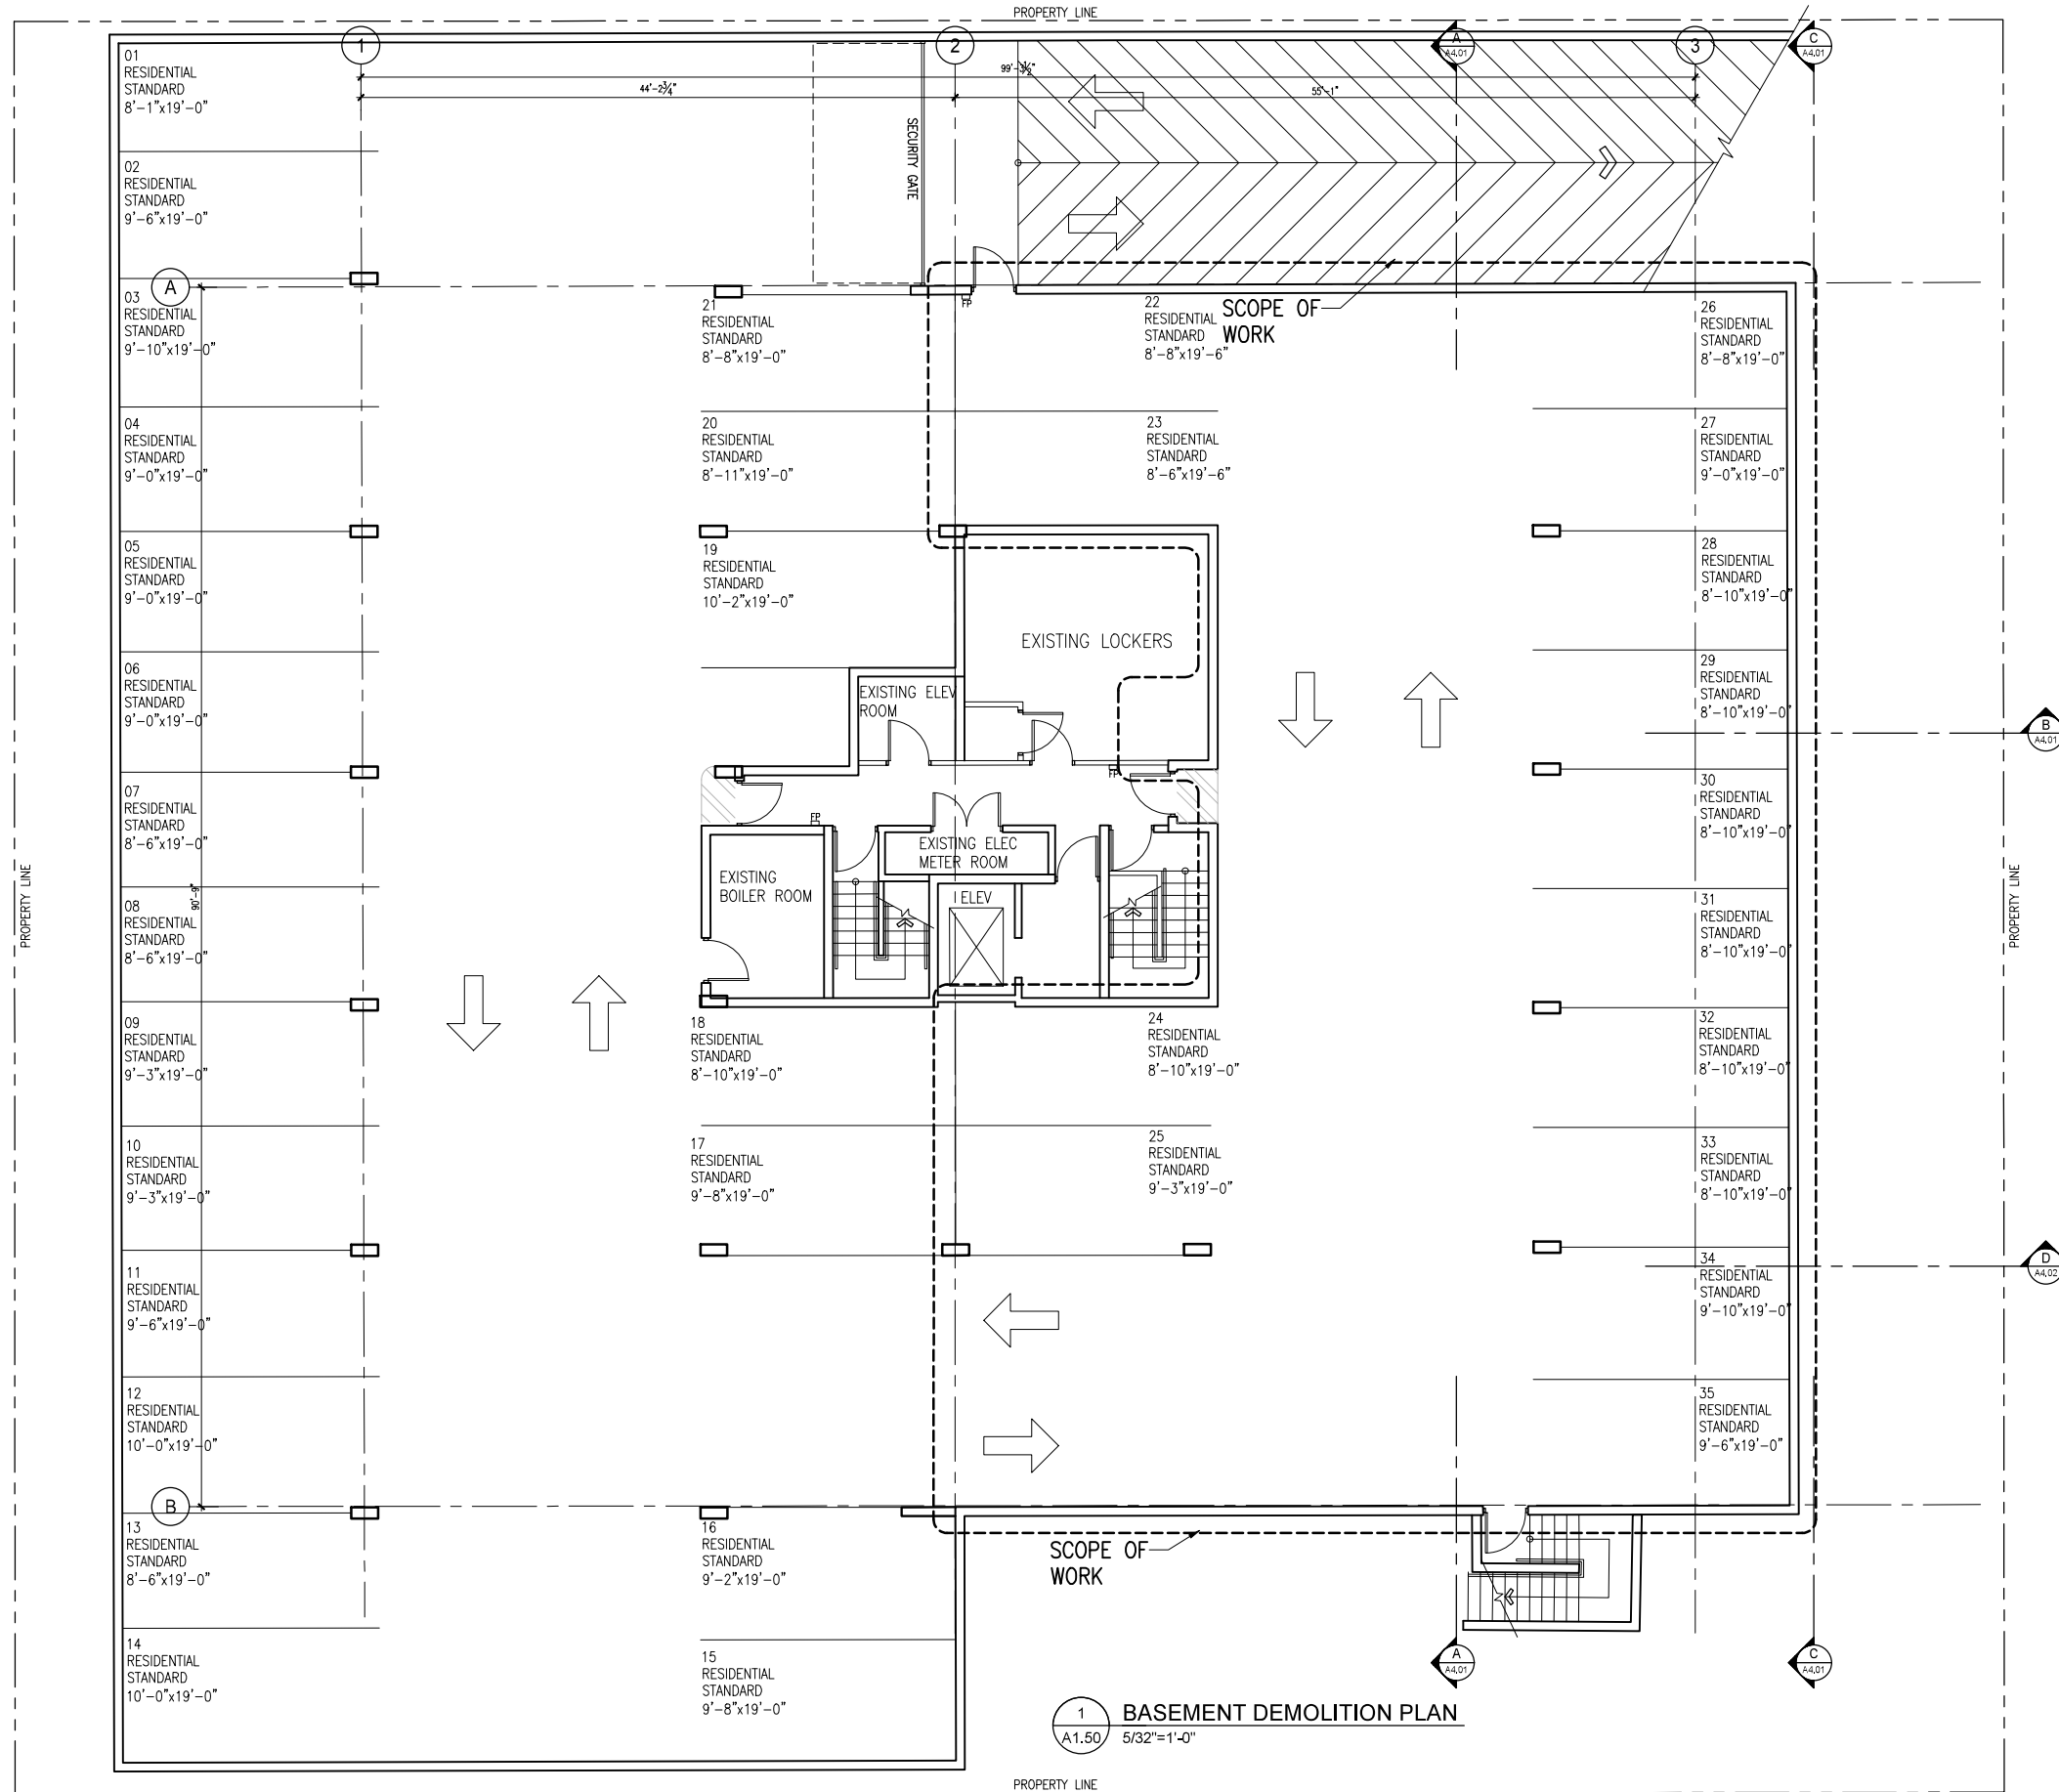 PROPERTY LINE
1
2
A
A4.01
3
C
A4.01
99'-3½"
44'-2¾"
55'-1"
SECURITY GATE
01
RESIDENTIAL
STANDARD
8'-1"x19'-0"
02
RESIDENTIAL
STANDARD
9'-6"x19'-0"
A
03
RESIDENTIAL
STANDARD
9'-10"x19'-0"
04
RESIDENTIAL
STANDARD
9'-0"x19'-0"
05
RESIDENTIAL
STANDARD
9'-0"x19'-0"
06
RESIDENTIAL
STANDARD
9'-0"x19'-0"
07
RESIDENTIAL
STANDARD
8'-6"x19'-0"
90'-9"
08
RESIDENTIAL
STANDARD
8'-6"x19'-0"
09
RESIDENTIAL
STANDARD
9'-3"x19'-0"
10
RESIDENTIAL
STANDARD
9'-3"x19'-0"
11
RESIDENTIAL
STANDARD
9'-6"x19'-0"
12
RESIDENTIAL
STANDARD
10'-0"x19'-0"
B
13
RESIDENTIAL
STANDARD
8'-6"x19'-0"
14
RESIDENTIAL
STANDARD
10'-0"x19'-0"
PROPERTY LINE
21
RESIDENTIAL
STANDARD
8'-8"x19'-0"
20
RESIDENTIAL
STANDARD
8'-11"x19'-0"
19
RESIDENTIAL
STANDARD
10'-2"x19'-0"
FP
22
RESIDENTIAL
STANDARD
8'-8"x19'-6"
SCOPE OF
WORK
23
RESIDENTIAL
STANDARD
8'-6"x19'-6"
EXISTING LOCKERS
EXISTING ELEV
ROOM
FP
FP
EXISTING ELEC
METER ROOM
EXISTING
BOILER ROOM
ELEV
18
RESIDENTIAL
STANDARD
8'-10"x19'-0"
17
RESIDENTIAL
STANDARD
9'-8"x19'-0"
24
RESIDENTIAL
STANDARD
8'-10"x19'-0"
25
RESIDENTIAL
STANDARD
9'-3"x19'-0"
16
RESIDENTIAL
STANDARD
9'-2"x19'-0"
15
RESIDENTIAL
STANDARD
9'-8"x19'-0"
SCOPE OF
WORK
26
RESIDENTIAL
STANDARD
8'-8"x19'-0"
27
RESIDENTIAL
STANDARD
9'-0"x19'-0"
28
RESIDENTIAL
STANDARD
8'-10"x19'-0"
29
RESIDENTIAL
STANDARD
8'-10"x19'-0"
30
RESIDENTIAL
STANDARD
8'-10"x19'-0"
31
RESIDENTIAL
STANDARD
8'-10"x19'-0"
32
RESIDENTIAL
STANDARD
8'-10"x19'-0"
33
RESIDENTIAL
STANDARD
8'-10"x19'-0"
34
RESIDENTIAL
STANDARD
9'-10"x19'-0"
35
RESIDENTIAL
STANDARD
9'-6"x19'-0"
B
A4.01
PROPERTY LINE
D
A4.02
A
A4.01
C
A4.01
1
A1.50
BASEMENT DEMOLITION PLAN
5/32"=1'-0"
PROPERTY LINE